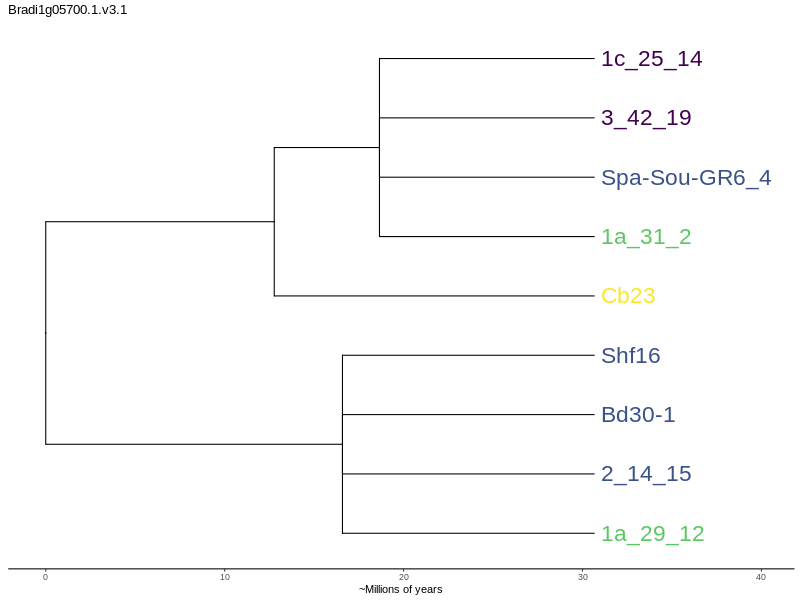 Bradi1g05700.1.v3.1
1c_25_14
3_42_19
Spa-Sou-GR6_4
1a_31_2
Cb23
Shf16
Bd30-1
2_14_15
1a_29_12
0 10 20 30 40
~Millions of years